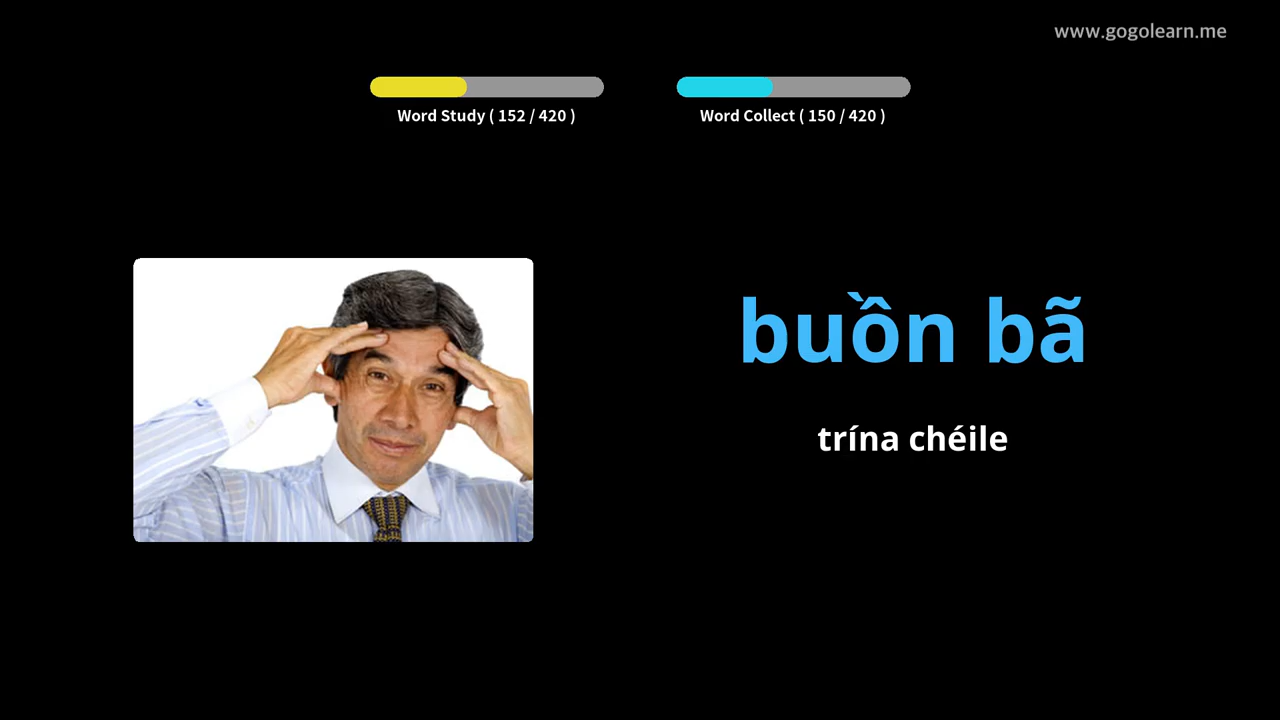 www.gogolearn.me
Word Study ( 152 / 420 )
Word Collect ( 150 / 420 )
buồn bã
trína chéile